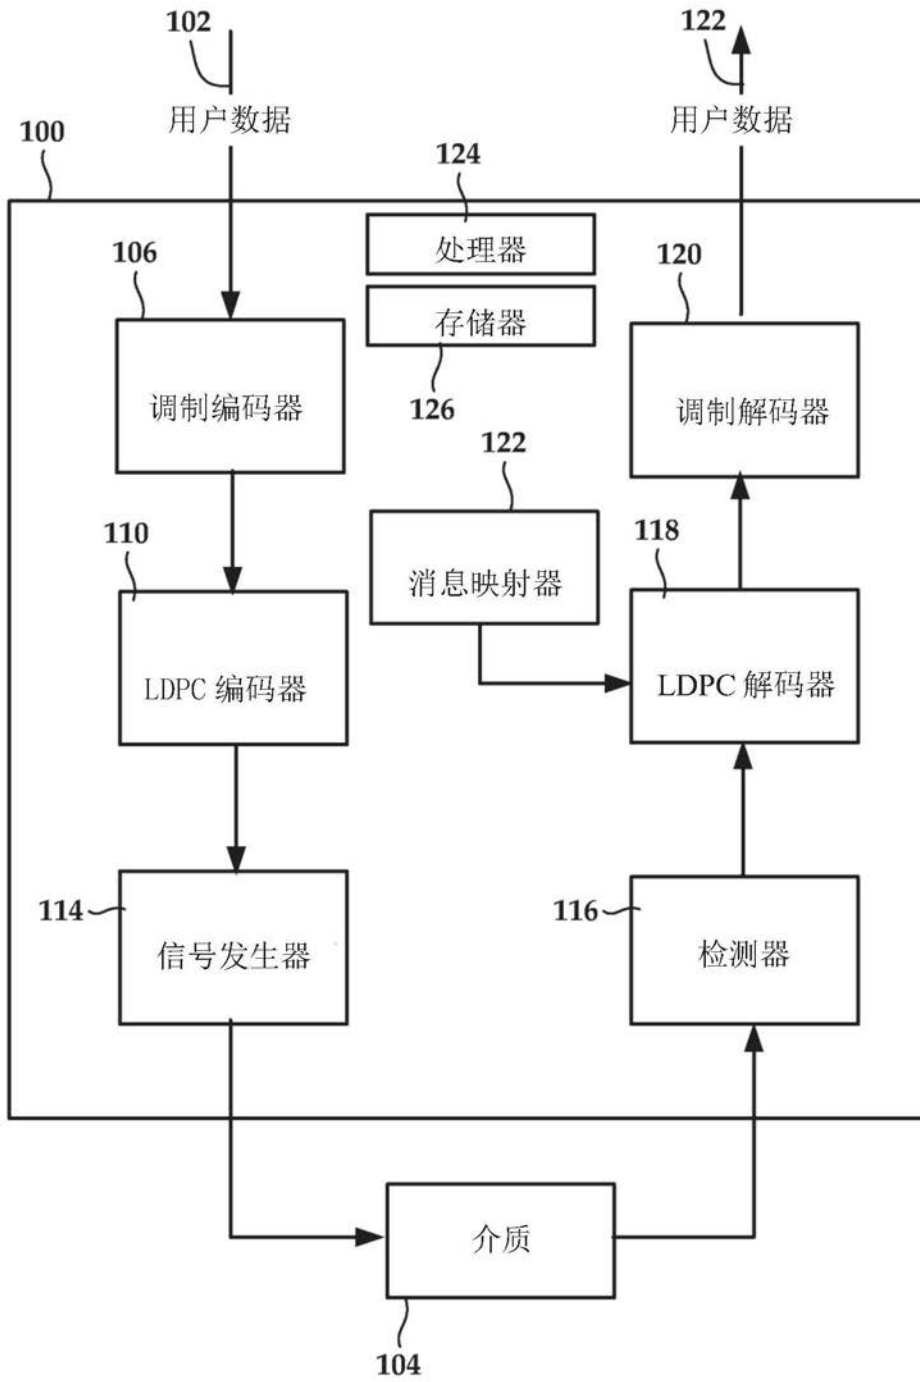 102
122
用户数据
用户数据
100
124
处理器
106
120
存储器
126
调制编码器
调制解码器
122
110
118
消息映射器
LDPC 编码器
LDPC 解码器
114
116
信号发生器
检测器
介质
104